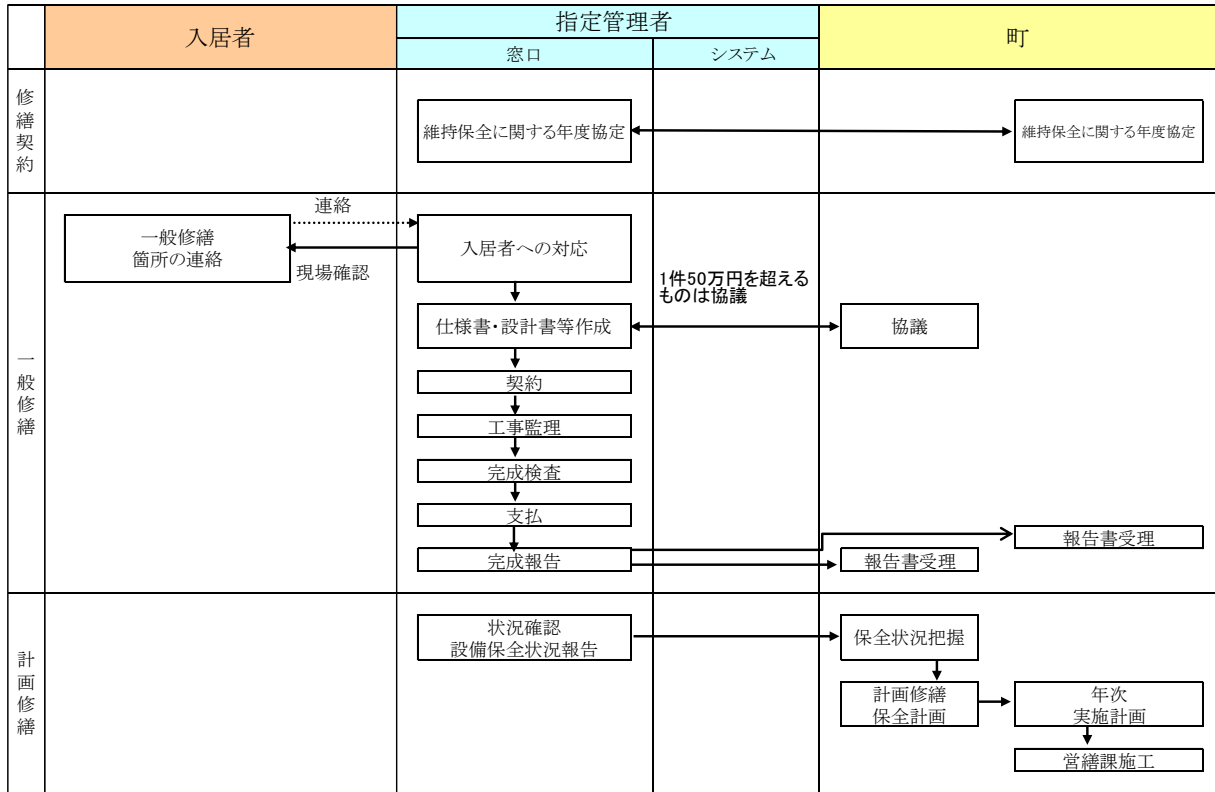 入居者
指定管理者
町
窓口
システム
修繕契約
維持保全に関する年度協定
維持保全に関する年度協定
一般修繕
連絡
一般修繕
箇所の連絡
入居者への対応
現場確認
1件50万円を超える
ものは協議
仕様書・設計書等作成
協議
契約
工事監理
完成検査
支払
完成報告
報告書受理
報告書受理
計画修繕
状況確認
設備保全状況報告
保全状況把握
計画修繕
保全計画
年次
実施計画
営繕課施工